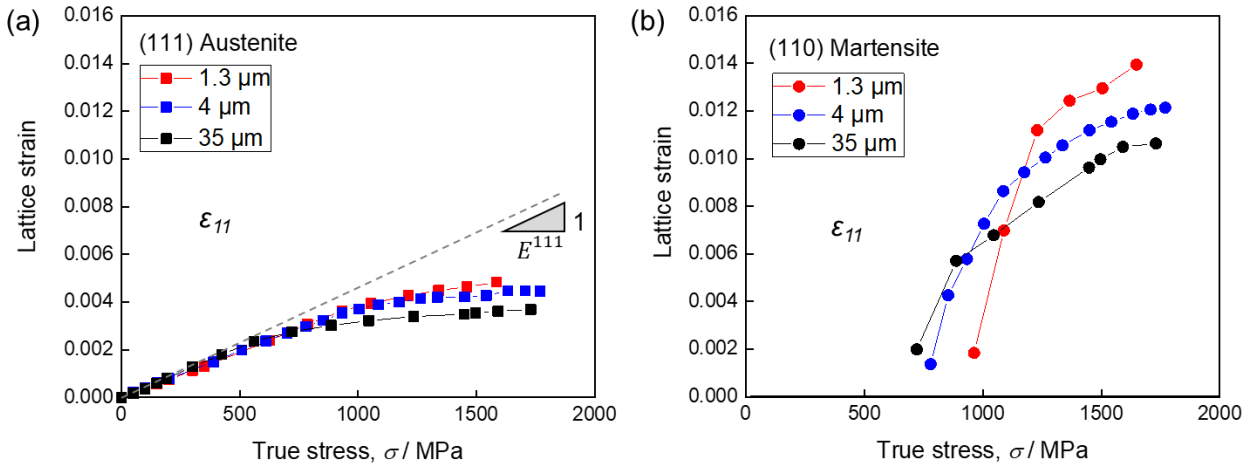 (a)
(111) Austenite
1.3 μm
4 μm
35 μm
ε11
E111
1
Lattice strain
0.016
0.014
0.012
0.010
0.008
0.006
0.004
0.002
0.000
0
500
1000
1500
2000
True stress, σ / MPa
(b)
(110) Martensite
1.3 μm
4 μm
35 μm
ε11
Lattice strain
0.016
0.014
0.012
0.010
0.008
0.006
0.004
0.002
0.000
0
500
1000
1500
2000
True stress, σ / MPa